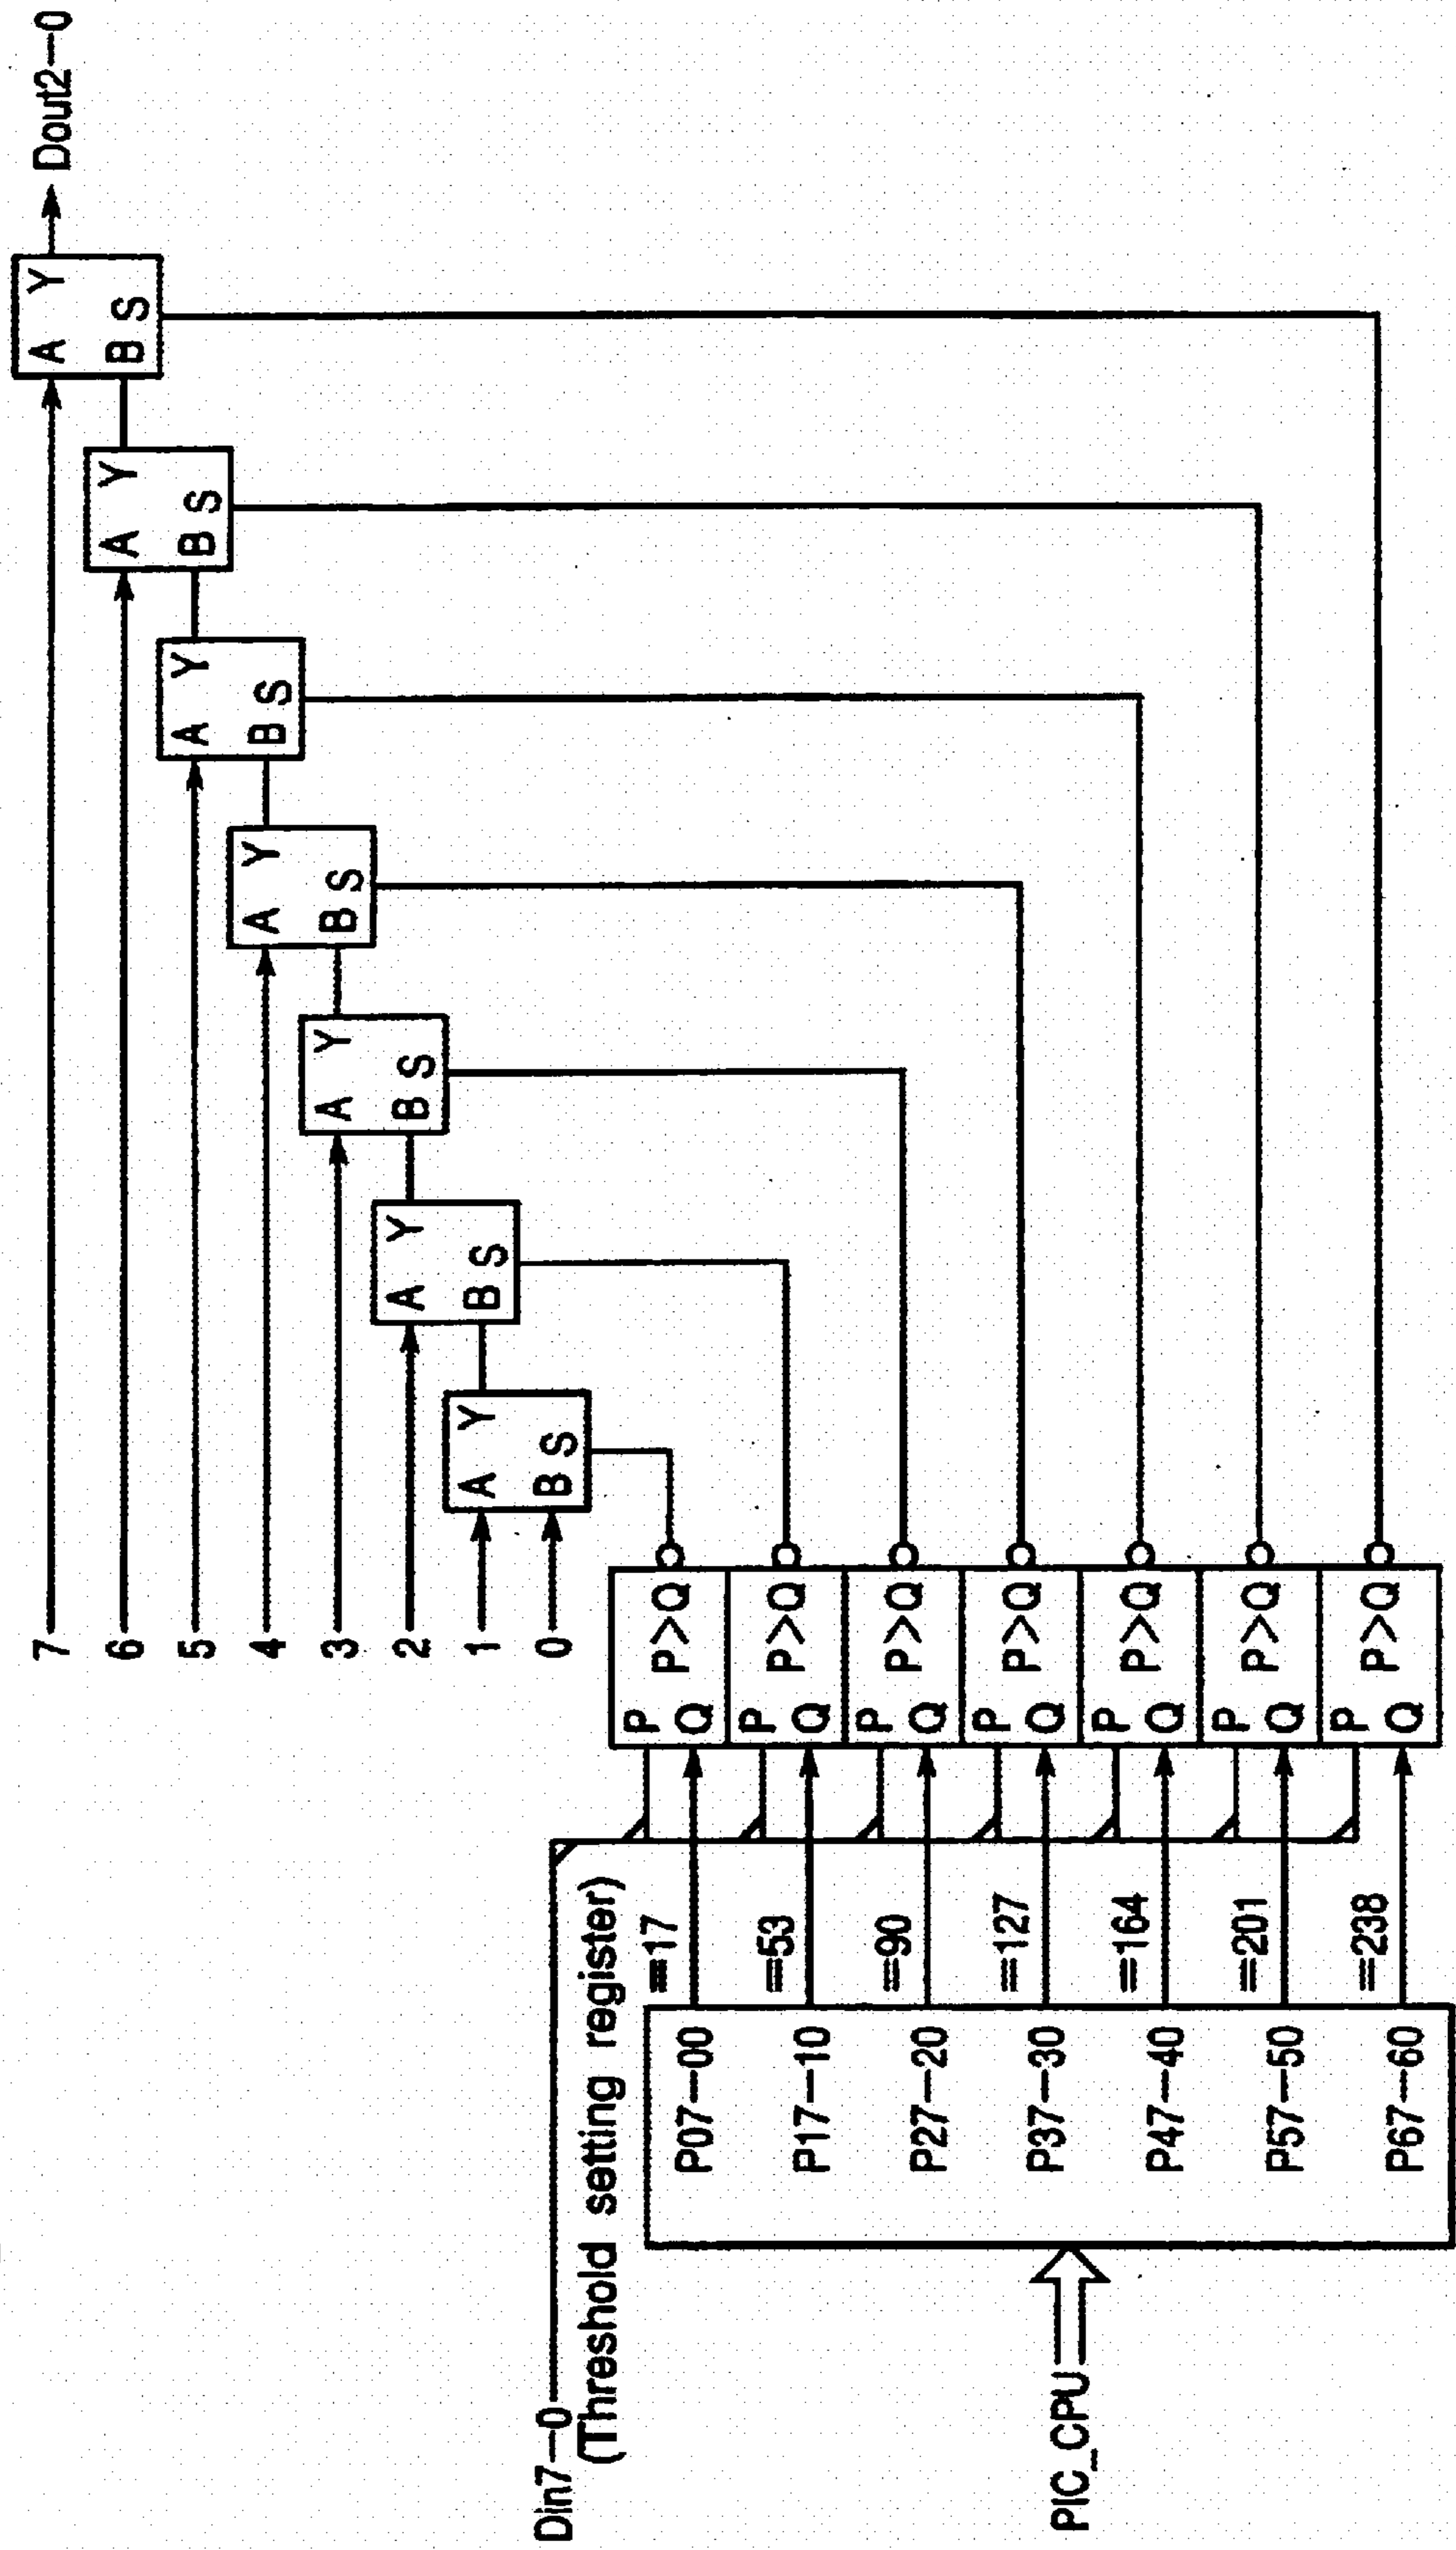 7
6
5
4
3
2
1
0
A Y
B S
A Y
B S
A Y
B S
A Y
B S
A Y
B S
A Y
B S
A Y
B S
Dout2—0
Din7—0
(Threshold setting register)
PIC_CPU
P07—00 =17
P17—10 =53
P27—20 =90
P37—30 =127
P47—40 =164
P57—50 =201
P67—60 =238
P
Q P>Q
P
Q P>Q
P
Q P>Q
P
Q P>Q
P
Q P>Q
P
Q P>Q
P
Q P>Q